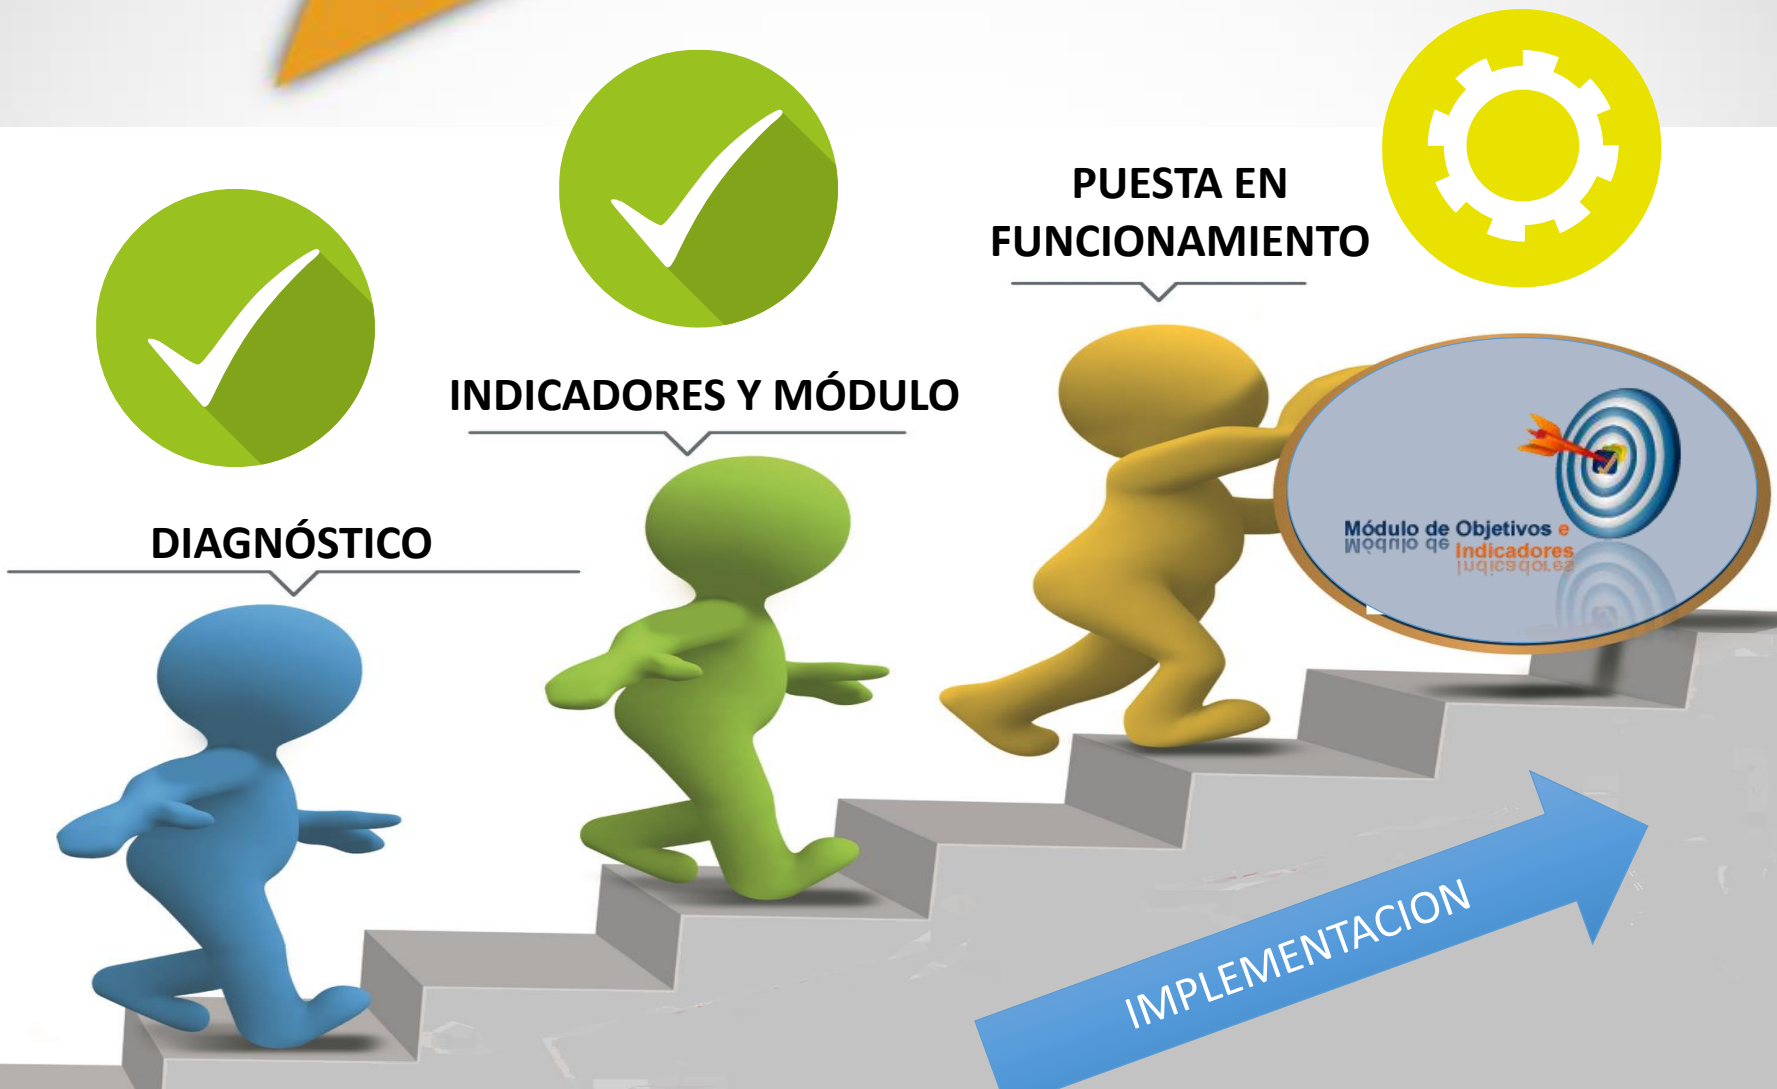 PUESTA EN
FUNCIONAMIENTO
INDICADORES Y MÓDULO
DIAGNÓSTICO
Módulo de Objetivos e
Indicadores
IMPLEMENTACION